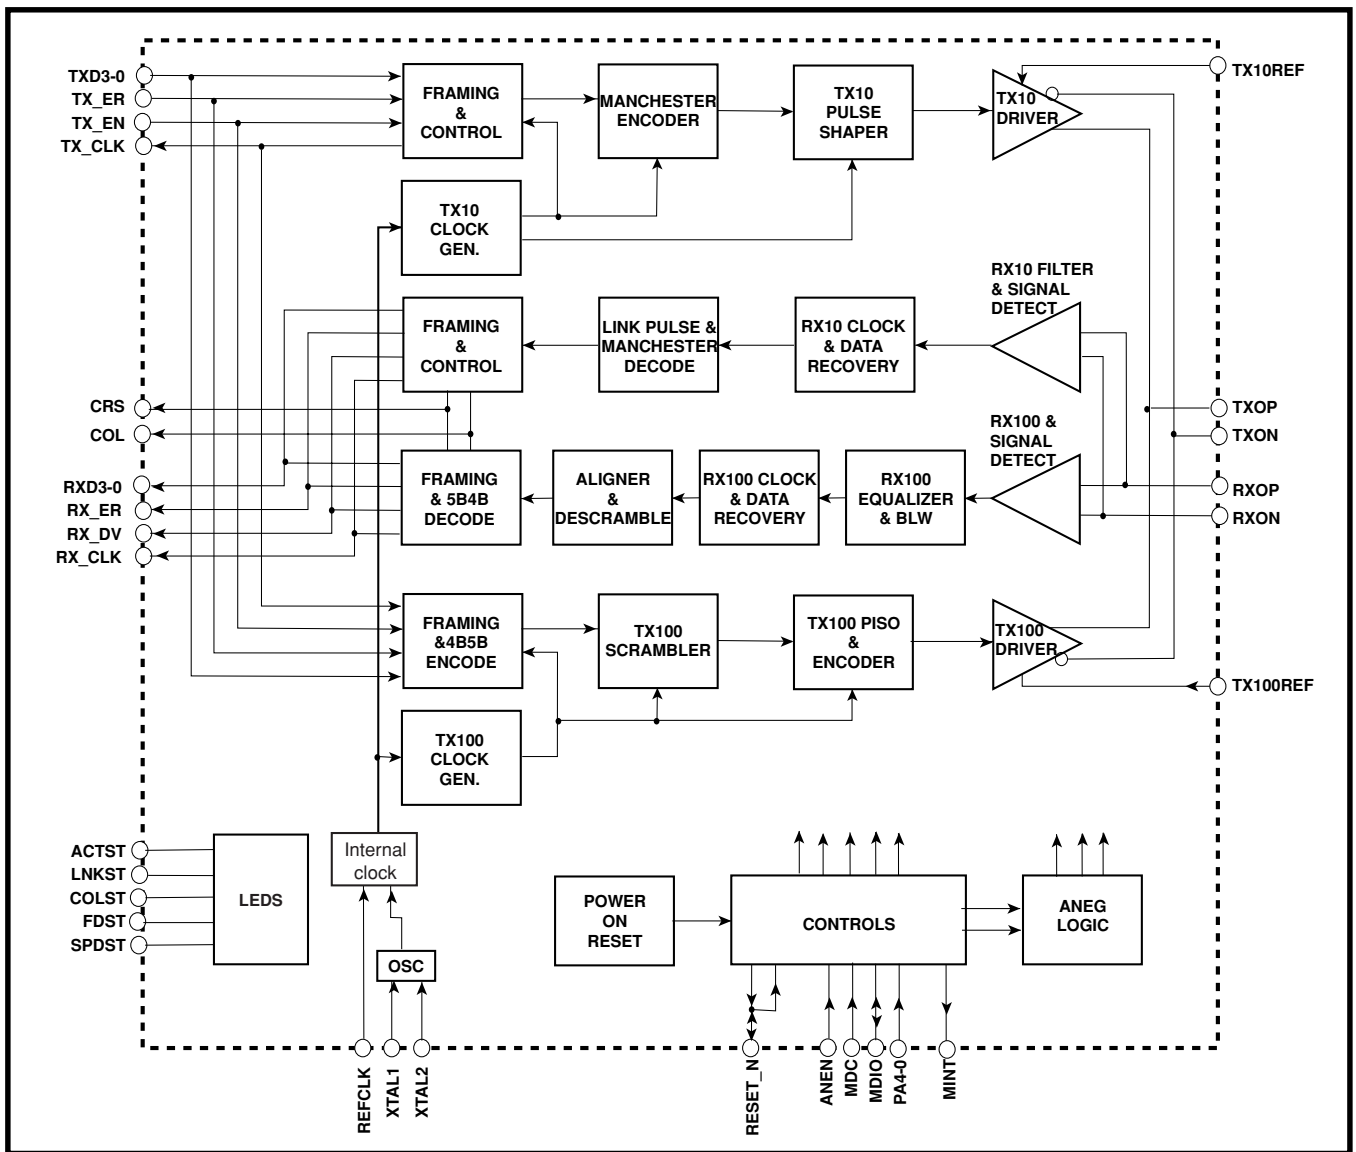 TXD3-0
TX_ER
TX_EN
TX_CLK
FRAMING
&
CONTROL
MANCHESTER
ENCODER
TX10
PULSE
SHAPER
TX10
DRIVER
TX10REF
TX10
CLOCK
GEN.
RX10 FILTER
& SIGNAL
DETECT
FRAMING
&
CONTROL
LINK PULSE &
MANCHESTER
DECODE
RX10 CLOCK
& DATA
RECOVERY
CRS
COL
TXOP
TXON
RX100 &
SIGNAL
DETECT
RXD3-0
RX_ER
RX_DV
RX_CLK
FRAMING
& 5B4B
DECODE
ALIGNER
&
DESCRAMBLE
RX100 CLOCK
& DATA
RECOVERY
RX100
EQUALIZER
& BLW
RXOP
RXON
FRAMING
&4B5B
ENCODE
TX100
SCRAMBLER
TX100 PISO
&
ENCODER
TX100
DRIVER
TX100REF
TX100
CLOCK
GEN.
Internal
clock
ACTST
LNKST
COLST
FDST
SPDST
LEDS
OSC
POWER
ON
RESET
CONTROLS
ANEG
LOGIC
REFCLK
XTAL1
XTAL2
RESET_N
ANEN
MDC
MDIO
PA4-0
MINT